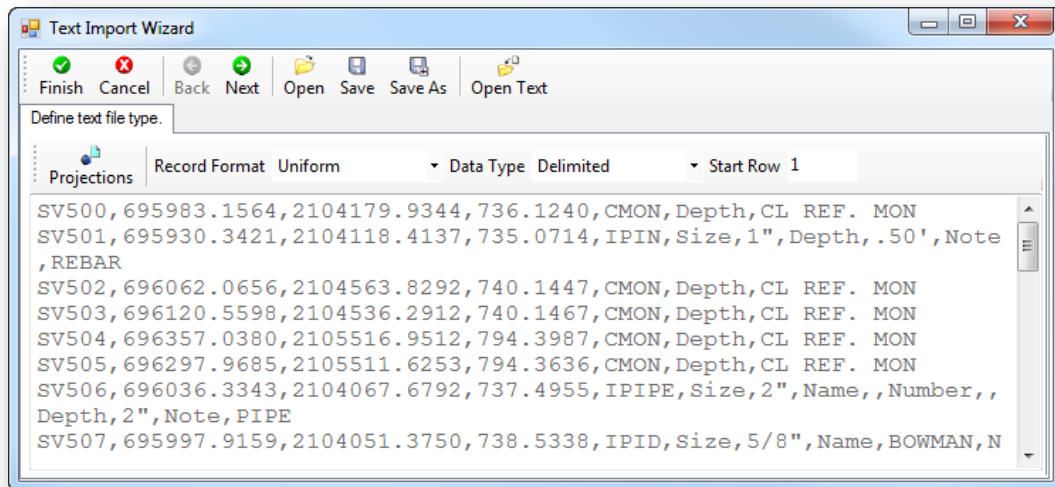 Text Import Wizard
Finish Cancel Back Next Open Save Save As Open Text
Define text file type.
Projections Record Format Uniform Data Type Delimited Start Row 1
SV500,695983.1564,2104179.9344,736.1240,CMON,Depth,CL REF. MON
SV501,695930.3421,2104118.4137,735.0714,IPIN,Size,1",Depth,.50',Note
,REBAR
SV502,696062.0656,2104563.8292,740.1447,CMON,Depth,CL REF. MON
SV503,696120.5598,2104536.2912,740.1467,CMON,Depth,CL REF. MON
SV504,696357.0380,2105516.9512,794.3987,CMON,Depth,CL REF. MON
SV505,696297.9685,2105511.6253,794.3636,CMON,Depth,CL REF. MON
SV506,696036.3343,2104067.6792,737.4955,IPIPE,Size,2",Name,,Number,,
Depth,2",Note,PIPE
SV507,695997.9159,2104051.3750,738.5338,IPID,Size,5/8",Name,BOWMAN,N